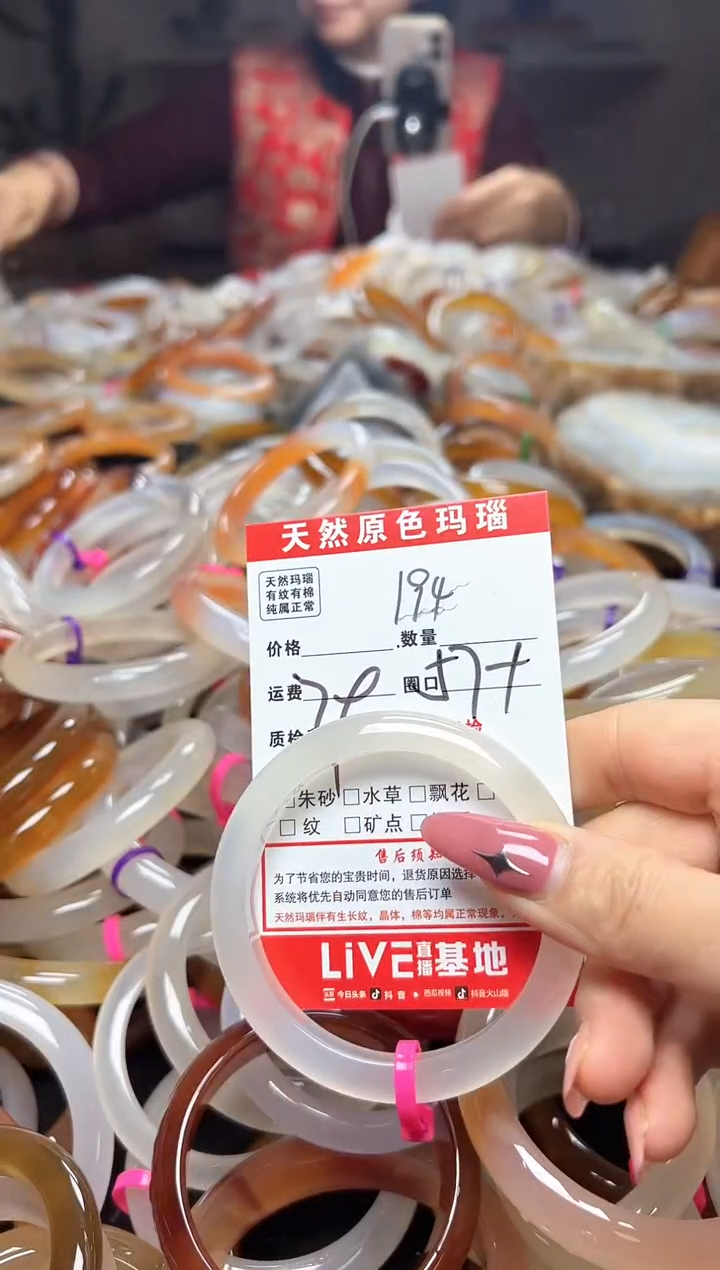 天然原色玛瑙
天然玛瑙
有纹有棉
纯属正常
194
价格 数量
运费 圈口 57+
质检
朱砂 □水草 □飘花 □
□ 纹 □矿点 □
售后须知
为了节省您的宝贵时间，退货原因选择
系统将优先自动同意您的售后订单
天然玛瑙伴有生长纹，晶体，棉等均属正常现象，
LiVE直播基地
今日头条 抖音 西瓜视频 抖音火山版